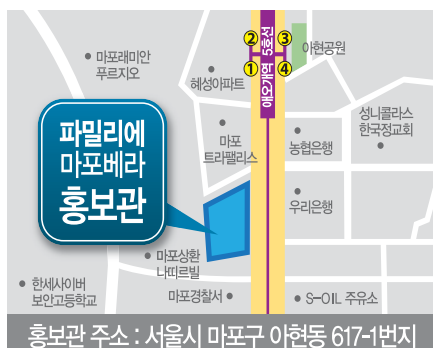 ②
③
①
④
애오개역 5호선
아현공원
마포래미안
푸르지오
혜성아파트
성니콜라스
한국정교회
마포
트라팰리스
농협은행
파밀리에
마포베라
홍보관
우리은행
마포상환
나띠르빌
한세사이버
보안고등학교
마포경찰서
S-OIL 주유소
홍보관 주소 : 서울시 마포구 아현동 617-1번지